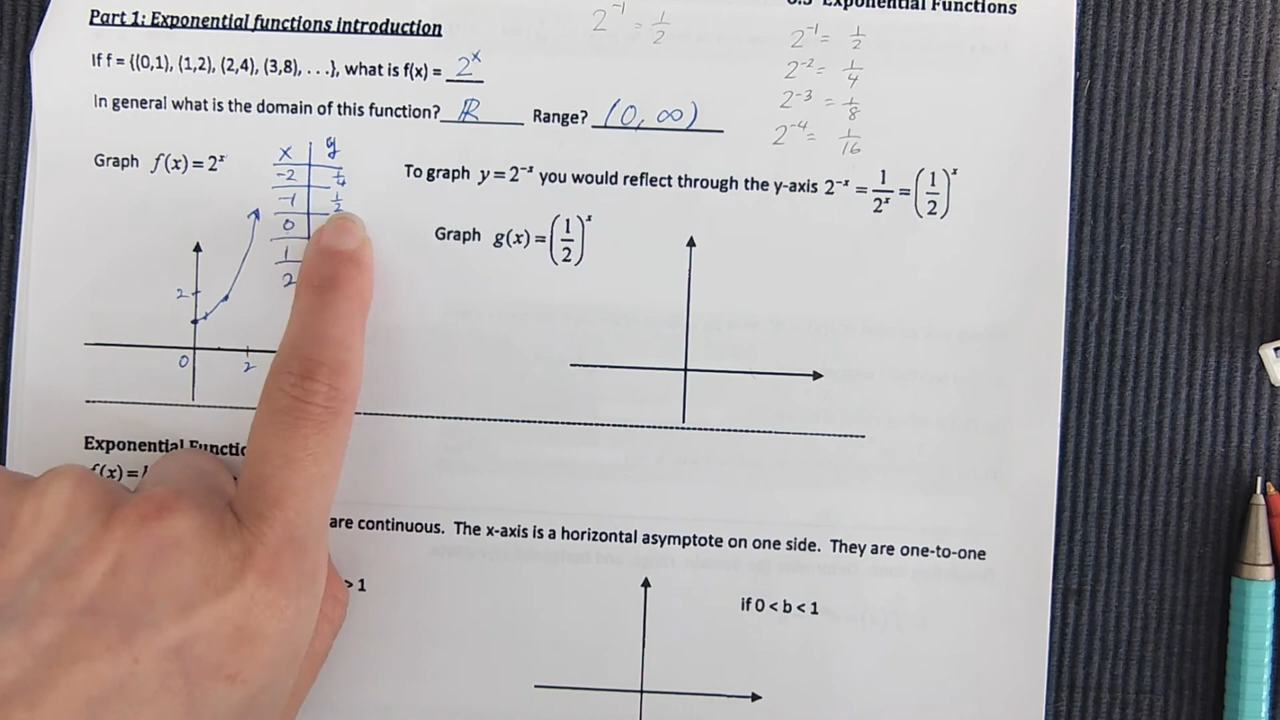 Part 1: Exponential functions introduction
Exponential Functions
2^-1 = 1/2
2^-1 = 1/2
2^-2 = 1/4
2^-3 = 1/8
2^-4 = 1/16
If f = {(0,1), (1,2), (2,4), (3,8), . . .}, what is f(x) = 2^x
In general what is the domain of this function? ℝ Range? (0, ∞)
Graph f(x) = 2^x
x y
-2 1/4
-1 1/2
0
1
2
2
0 2
To graph y = 2^-x you would reflect through the y-axis 2^-x = 1/2^x = (1/2)^x
Graph g(x) = (1/2)^x
Exponential
f(x) =
are continuous. The x-axis is a horizontal asymptote on one side. They are one-to-one
> 1
if 0 < b < 1